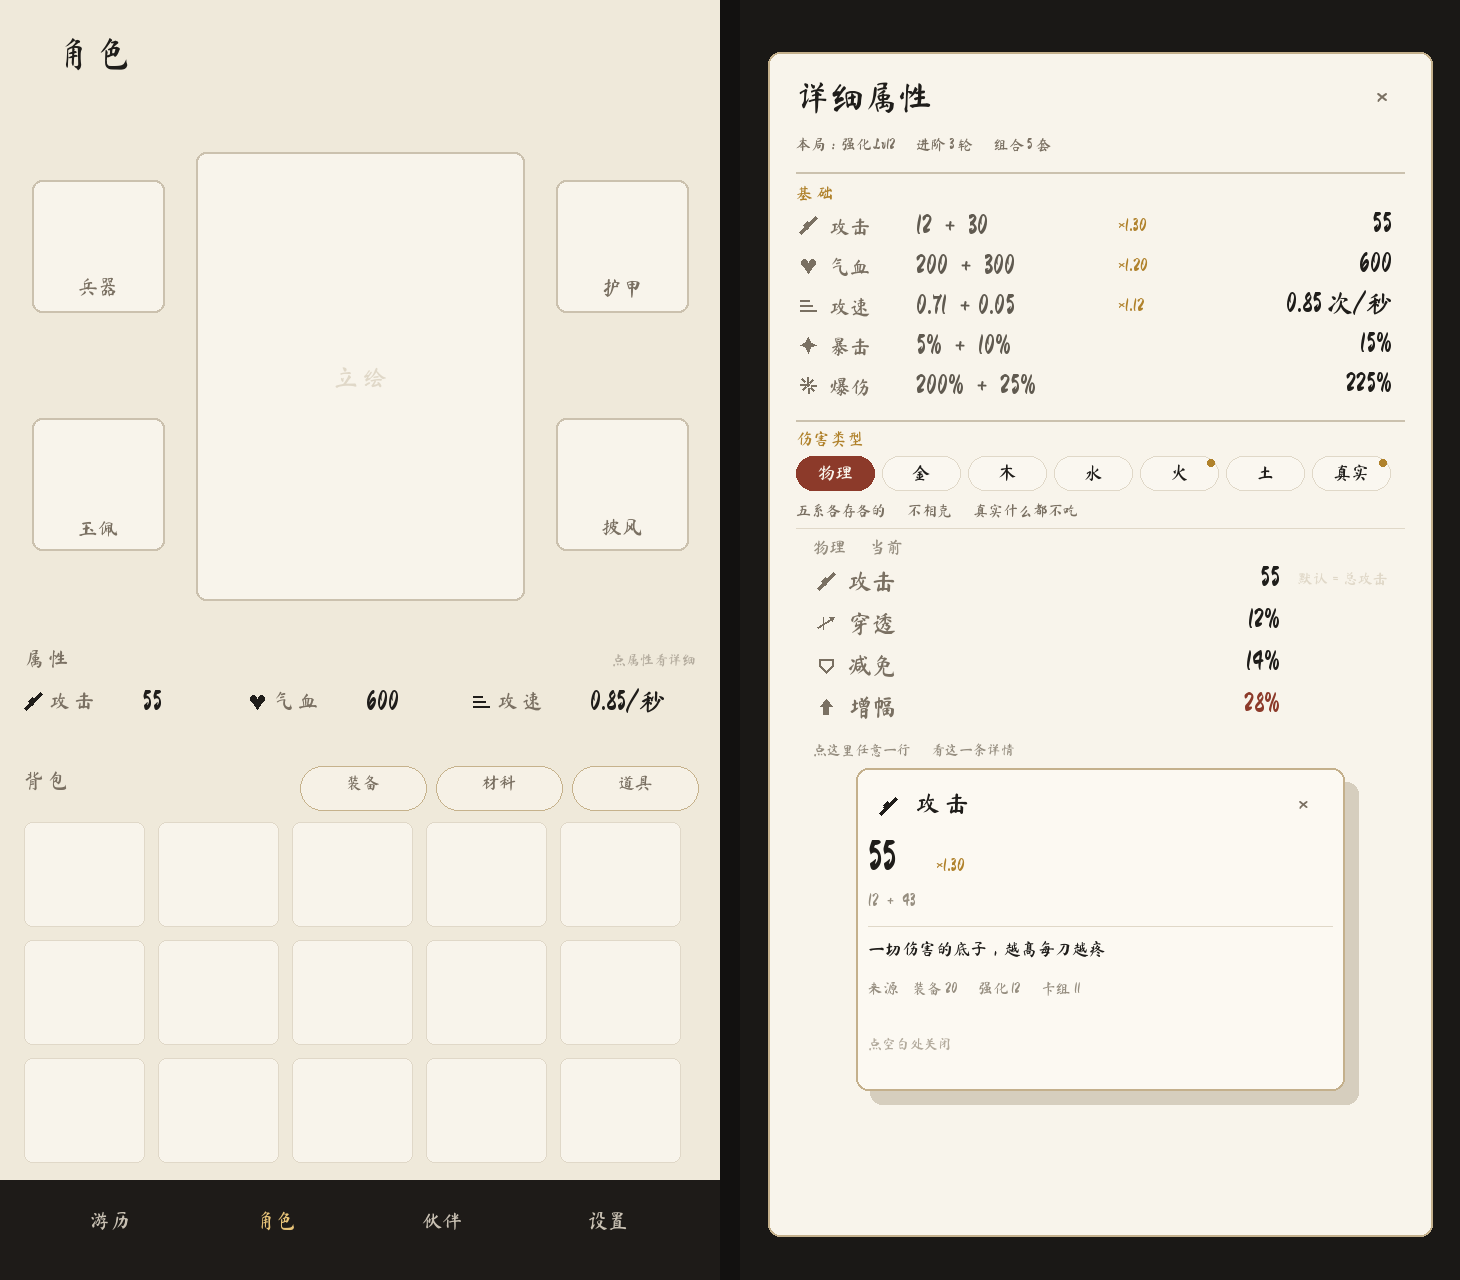 角色
兵器
护甲
立绘
玉佩
披风
属性 点属性看详细
攻击 55 气血 600 攻速 0.85/秒
背包 装备 材料 道具
游历 角色 伙伴 设置
详细属性 ×
本局：强化Lv12 进阶3轮 组合5套
基础
攻击 12 + 30 ×1.30 55
气血 200 + 300 ×1.20 600
攻速 0.71 + 0.05 ×1.12 0.85 次/秒
暴击 5% + 10% 15%
爆伤 200% + 25% 225%
伤害类型
物理 金 木 水 火 土 真实
五系各存各的 不相克 真实什么都不吃
物理 当前
攻击 55 默认 = 总攻击
穿透 12%
减免 14%
增幅 28%
点这里任意一行 看这一条详情
攻击 ×
55 ×1.30
12 + 43
一切伤害的底子，越高每刀越疼
来源 装备20 强化12 卡组11
点空白处关闭